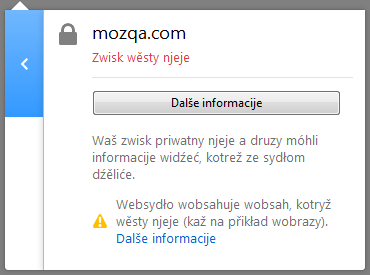 mozqa.com
Zwisk wěsty njeje
Dalše informacije
Waš zwisk priwatny njeje a druzy móhli
informacije widźeć, kotrež ze sydłom
dźěliće.
Websydło wobsahuje wobsah, kotryž
wěsty njeje (kaž na přikład wobrazy).
Dalše informacije